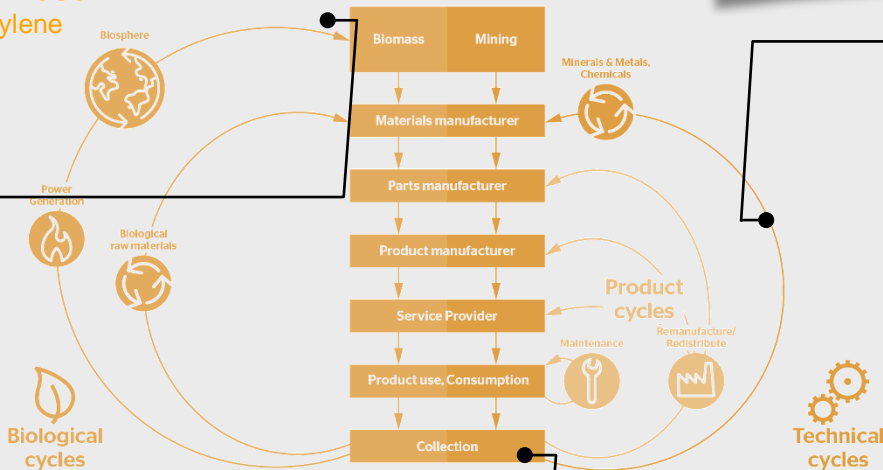 ylene
Biosphere
Biomass
Mining
Minerals & Metals,
Chemicals
Materials manufacturer
Power
Generation
Parts manufacturer
Biological
raw materials
Product manufacturer
Product
cycles
Service Provider
Remanufacture/
Redistribute
Maintenance
Product use, Consumption
Biological
cycles
Collection
Technical
cycles